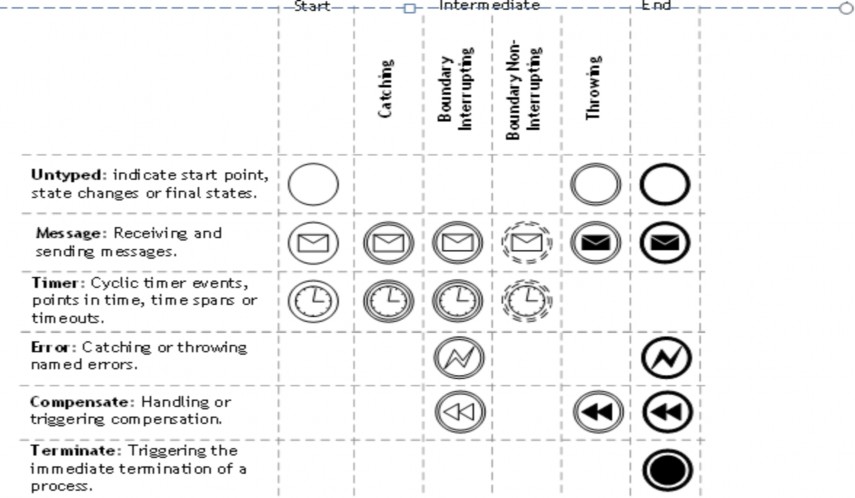 Start
Intermediate
End
Catching
Boundary
Interrupting
Boundary Non-
Interrupting
Throwing
Untyped: indicate start point,
state changes or final states.
Message: Receiving and
sending messages.
Timer: Cyclic timer events,
points in time, time spans or
timeouts.
Error: Catching or throwing
named errors.
Compensate: Handling or
triggering compensation.
Terminate: Triggering the
immediate termination of a
process.